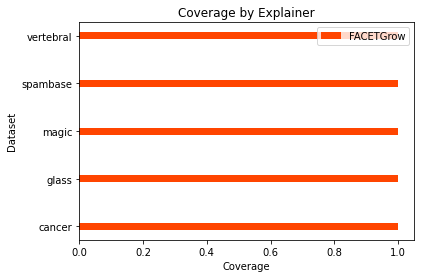 Coverage by Explainer
FACETGrow
vertebral
spambase
magic
glass
cancer
Dataset
0.0 0.2 0.4 0.6 0.8 1.0
Coverage